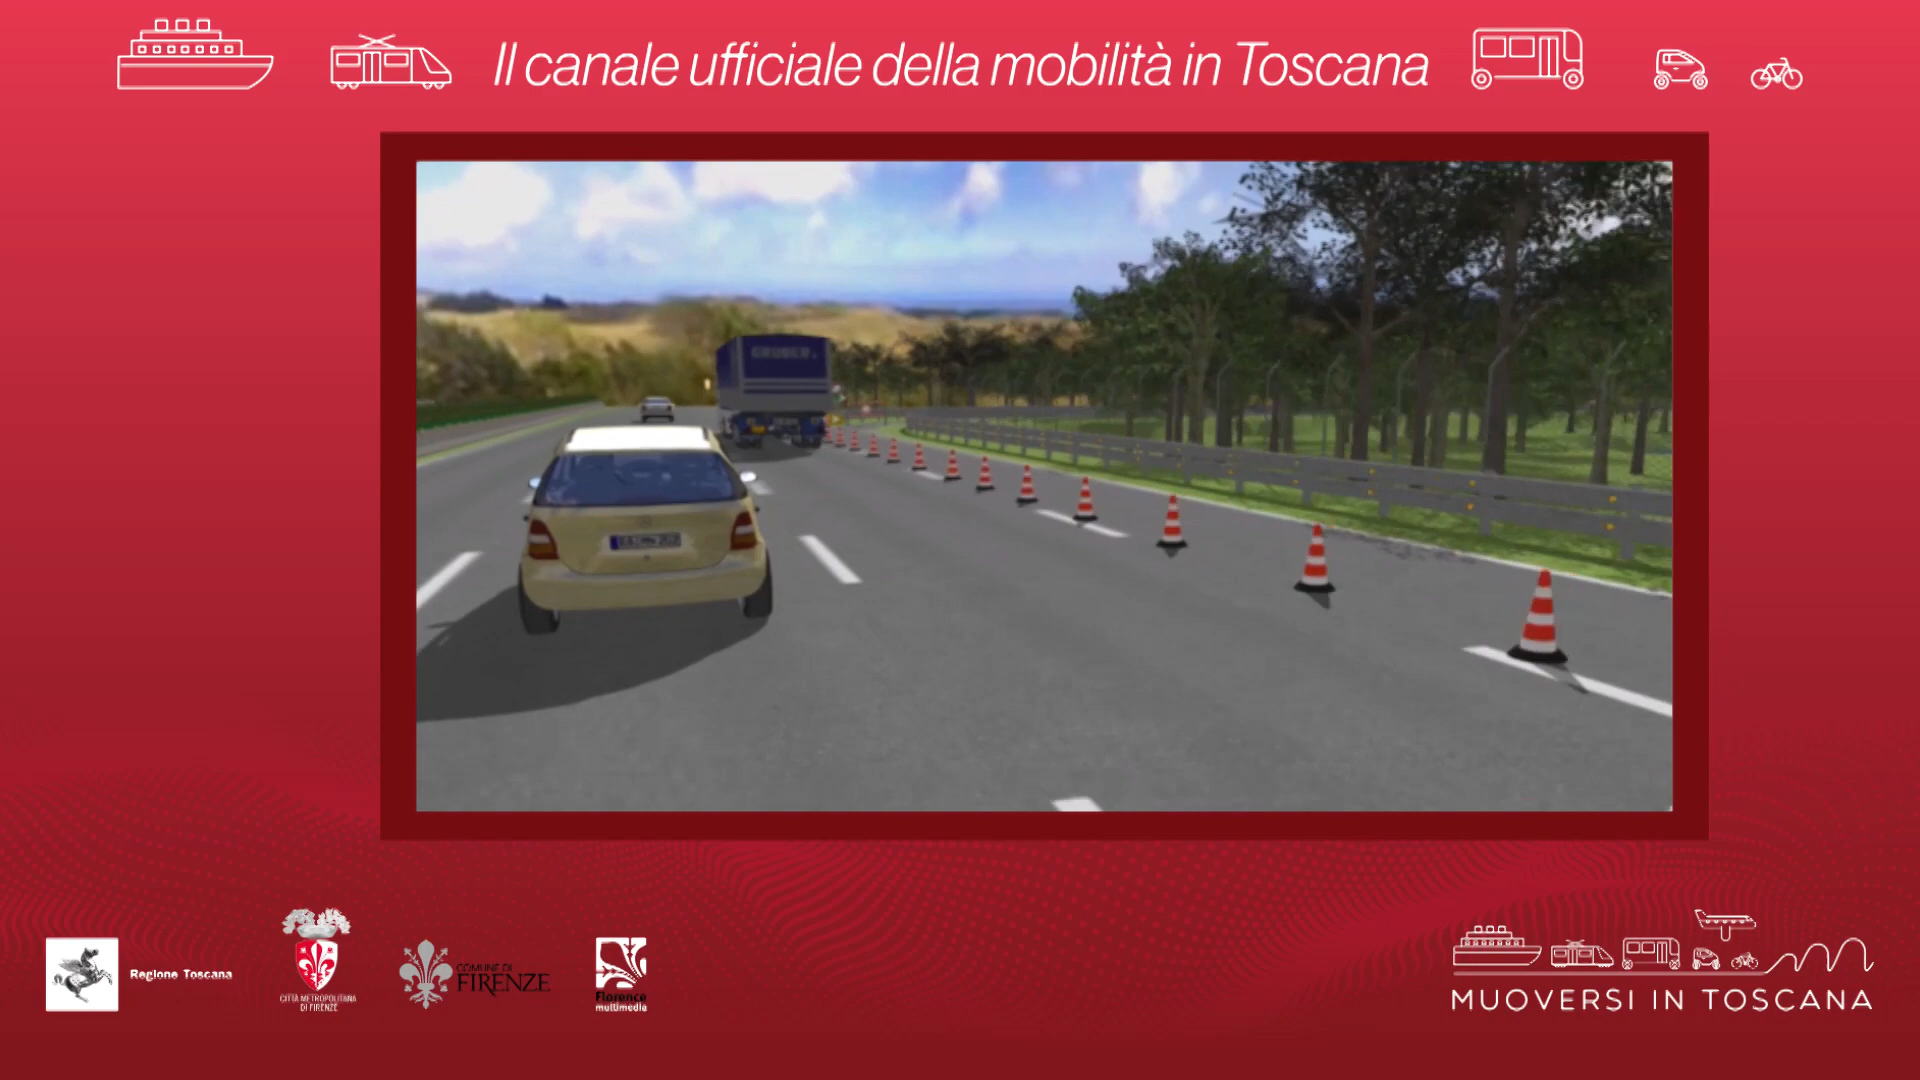 Il canale ufficiale della mobilità in Toscana
GRUBER
Regione Toscana
CITTÀ METROPOLITANA
DI FIRENZE
COMUNE DI
FIRENZE
Florence
multimedia
MUOVERSI IN TOSCANA